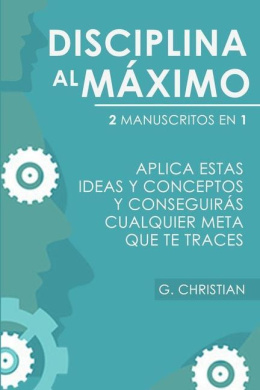 DISCIPLINA
AL MÁXIMO
2 MANUSCRITOS EN 1
APLICA ESTAS
IDEAS Y CONCEPTOS
Y CONSEGUIRÁS
CUALQUIER META
QUE TE TRACES
G. CHRISTIAN